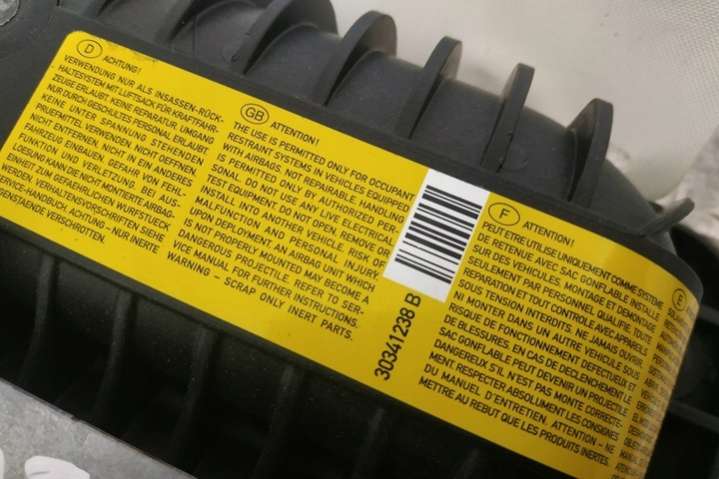 D ACHTUNG!
VERWENDUNG NUR ALS INSASSEN-RÜCK-
HALTESYSTEM MIT LUFTSACK FÜR KRAFTFAHR-
ZEUGE ERLAUBT. KEINE REPARATUR, UMGANG
NUR DURCH GESCHULTES PERSONAL ERLAUBT
KEINE UNTER SPANNUNG STEHENDEN
PRUEFMITTEL VERWENDEN. NICHT ÖFFNEN,
NICHT ENTFERNEN, NICHT IN EIN ANDERES
FAHRZEUG EINBAUEN. GEFAHR VON FEHL-
FUNKTION UND VERLETZUNG. BEI AUS-
LOESUNG KANN DIE NICHT MONTIERTE AIRBAG-
EINHEIT ZUM GEFAEHRLICHEN WURFSTUECK
WERDEN. VERHALTENSVORSCHRIFTEN SIEHE
SERVICE-HANDBUCH. ACHTUNG - NUR INERTE
GEGENSTAENDE VERSCHROTTEN.
GB ATTENTION!
THE USE IS PERMITTED ONLY FOR OCCUPANT
RESTRAINT SYSTEMS IN VEHICLES EQUIPPED
WITH AIRBAGS. NOT REPAIRABLE. HANDLING
IS PERMITTED ONLY BY AUTHORIZED PER-
SONAL. DO NOT USE ANY LIVE ELECTRICAL
TEST EQUIPMENT. DO NOT OPEN, REMOVE OR
INSTALL INTO ANOTHER VEHICLE. RISK OF
MALFUNCTION AND PERSONAL INJURY.
UPON DEPLOYMENT AN AIRBAG UNIT WHICH
IS NOT PROPERLY MOUNTED MAY BECOME A
DANGEROUS PROJECTILE. REFER TO SER-
VICE MANUAL FOR FURTHER INSTRUCTIONS.
WARNING - SCRAP ONLY INERT PARTS.
30341238 B
F ATTENTION!
PEUT ÊTRE UTILISE UNIQUEMENT COMME SYSTÈME
DE RETENUE AVEC SAC GONFLABLE INSTALLE
SUR DES VEHICULES. MONTAGE ET DEMONTAGE
SEULEMENT PAR PERSONNEL QUALIFIE. TOUTE
REPARATION ET TOUT CONTROLE AVEC APPAREILS
SOUS TENSION INTERDITS. NE JAMAIS OUVRIR
NI MONTER DANS UN AUTRE VEHICULE SOUS
RISQUE DE FONCTIONNEMENT DEFECTUEUX ET
DE BLESSURES. EN CAS DE DECLENCHEMENT LE
SAC GONFLABLE PEUT DEVENIR UN PROJECTILE
DANGEREUX S'IL N'EST PAS MONTE CORRECTE-
MENT. RESPECTER ABSOLUMENT LES CONSIGNES
DU MANUEL D'ENTRETIEN. ATTENTION - NE
METTRE AU REBUT QUE LES PRODUITS INERTES.
E